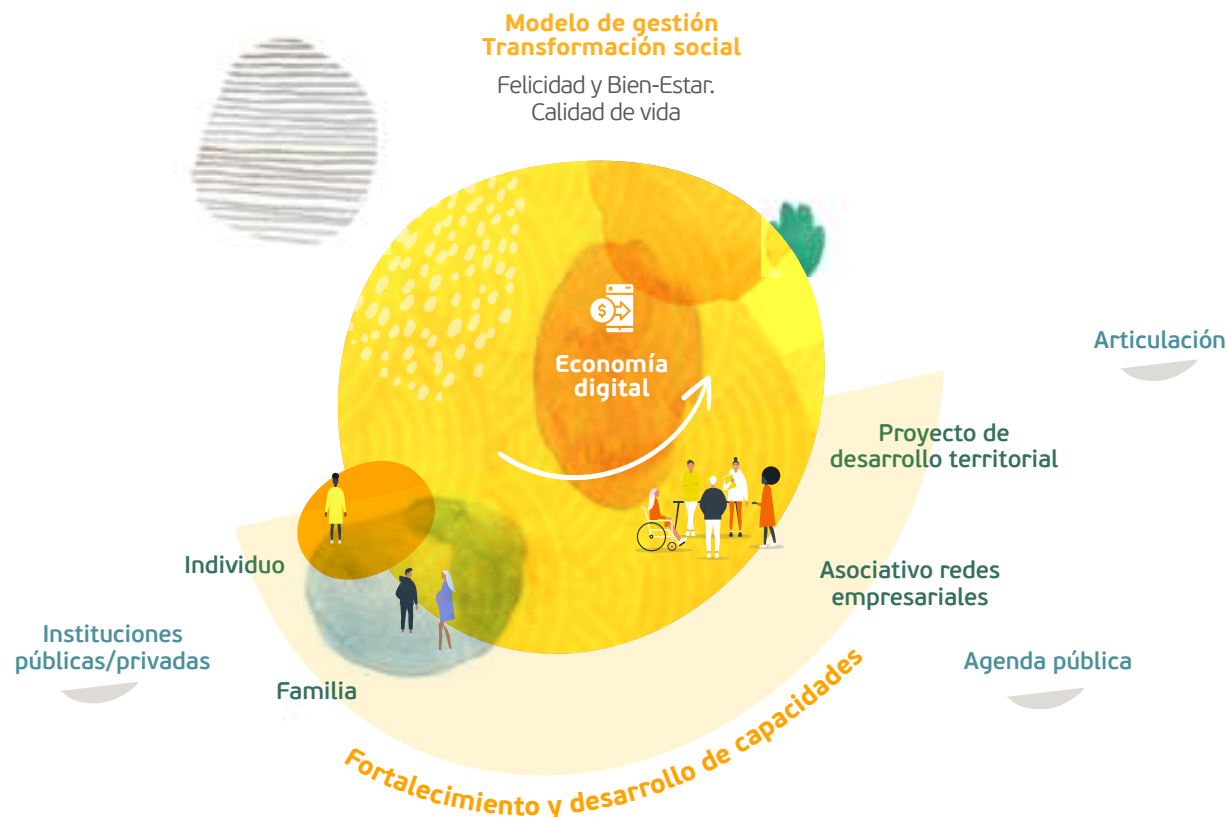 Modelo de gestión
Transformación social
Felicidad y Bien-Estar.
Calidad de vida
$
Economía
digital
Articulación
Proyecto de
desarrollo territorial
Individuo
Asociativo redes
empresariales
Instituciones
públicas/privadas
Agenda pública
Familia
Fortalecimiento y desarrollo de capacidades